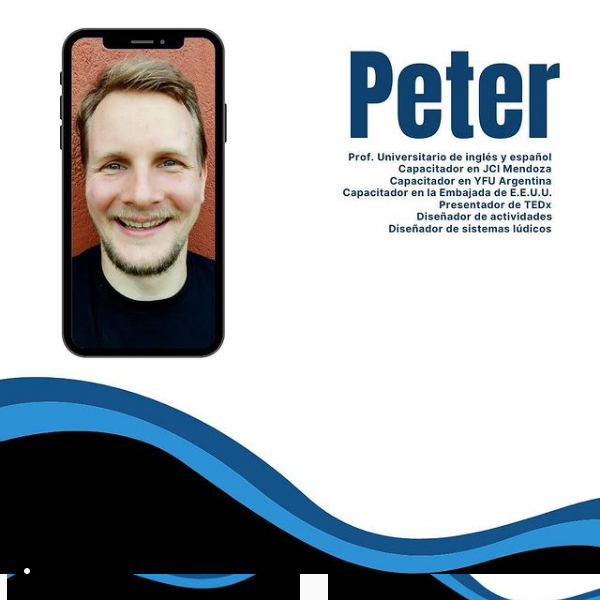 Peter
Prof. Universitario de inglés y español
Capacitador en JCI Mendoza
Capacitador en YFU Argentina
Capacitador en la Embajada de E.E.U.U.
Presentador de TEDx
Diseñador de actividades
Diseñador de sistemas lúdicos